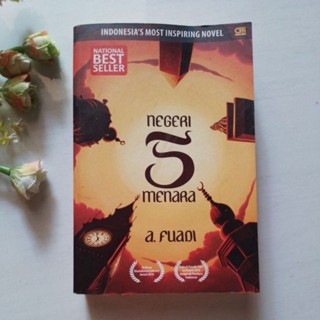 INDONESIA'S MOST INSPIRING NOVEL
NATIONAL
BEST
SELLER
NEGERI
5
MENARA
a. FUADI